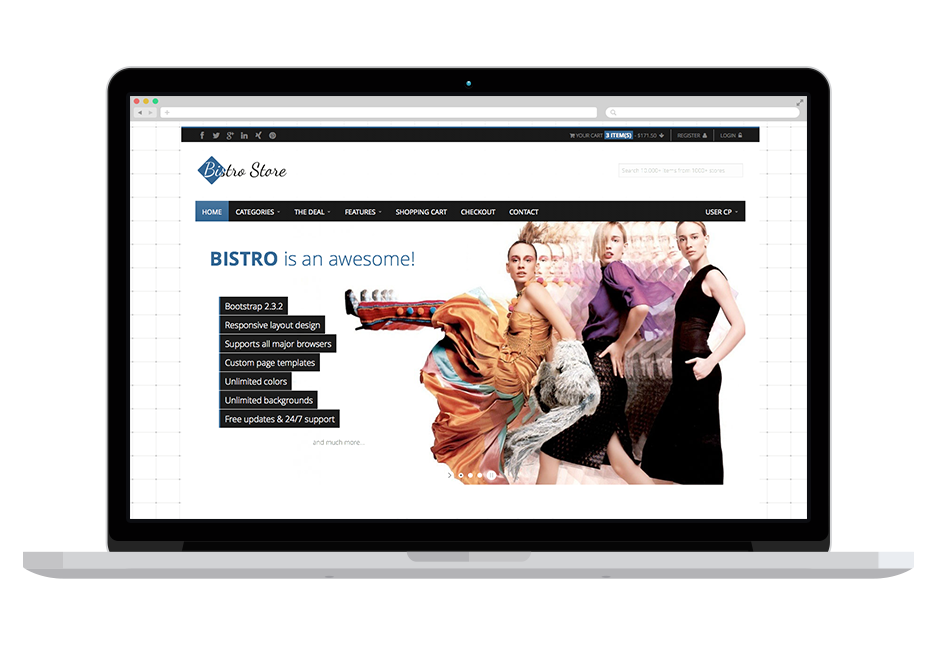 YOUR CART 3 ITEM(S) - $171.50 REGISTER LOGIN
Bistro Store
Search 10,000+ items from 1000+ stores
HOME CATEGORIES THE DEAL FEATURES SHOPPING CART CHECKOUT CONTACT USER CP
BISTRO is an awesome!
Bootstrap 2.3.2
Responsive layout design
Supports all major browsers
Custom page templates
Unlimited colors
Unlimited backgrounds
Free updates & 24/7 support
and much more...